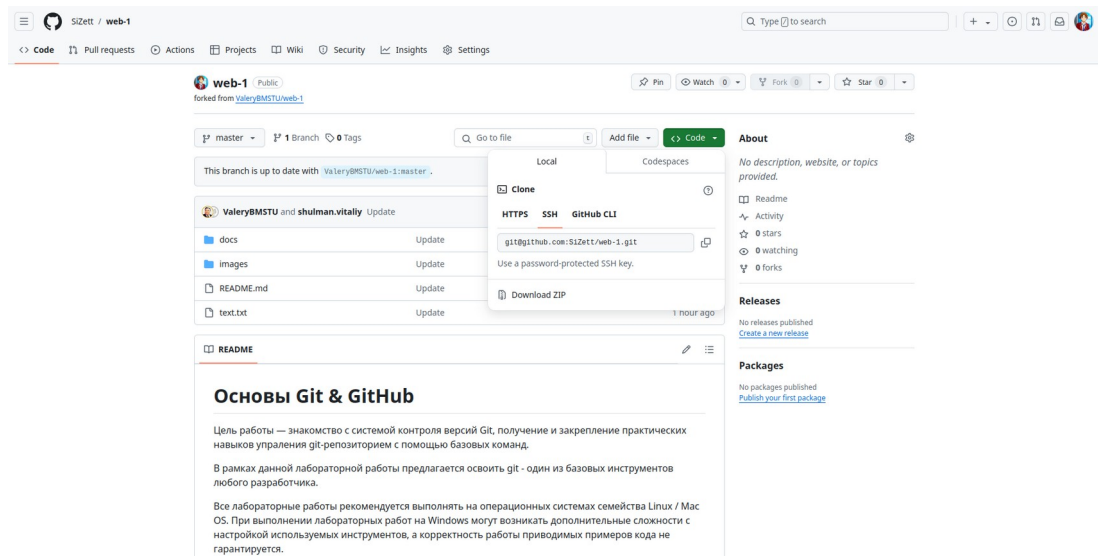 SiZett / web-1
Type / to search
Code Pull requests Actions Projects Wiki Security Insights Settings
web-1 Public
Pin Watch 0 Fork 0 Star 0
forked from ValeryBMSTU/web-1
master 1 Branch 0 Tags
Go to file t
Add file
Code
This branch is up to date with ValeryBMSTU/web-1:master .
Local Codespaces
Clone
HTTPS SSH GitHub CLI
git@github.com:SiZett/web-1.git
Use a password-protected SSH key.
Download ZIP
ValeryBMSTU and shulman.vitaliy Update
docs Update
images Update
README.md Update
text.txt Update 1 hour ago
README
Основы Git & GitHub
Цель работы — знакомство с системой контроля версий Git, получение и закрепление практических
навыков упраления git-репозиторием с помощью базовых команд.
В рамках данной лабораторной работы предлагается освоить git - один из базовых инструментов
любого разработчика.
Все лабораторные работы рекомендуется выполнять на операционных системах семейства Linux / Mac
OS. При выполнении лабораторных работ на Windows могут возникать дополнительные сложности с
настройкой используемых инструментов, а корректность работы приводимых примеров кода не
гарантируется.
About
No description, website, or topics
provided.
Readme
Activity
0 stars
0 watching
0 forks
Releases
No releases published
Create a new release
Packages
No packages published
Publish your first package